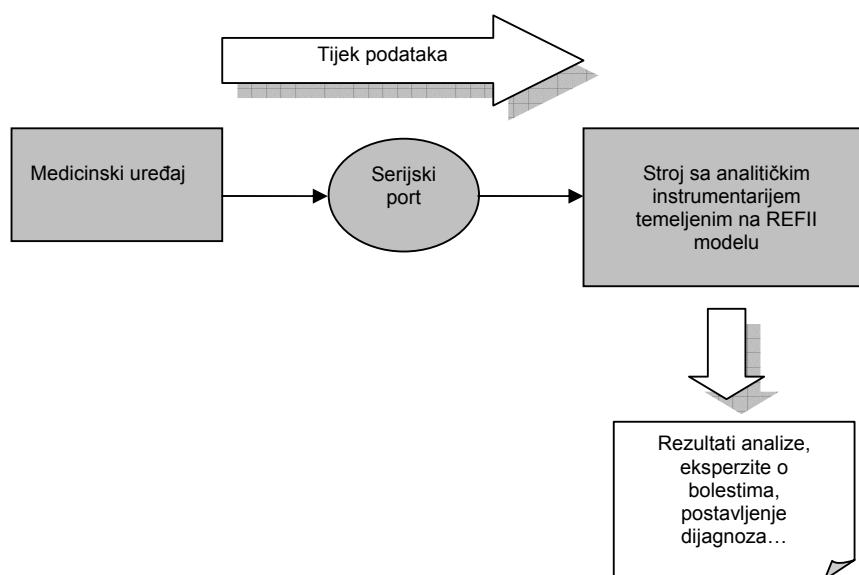 Tijek podataka
Medicinski uređaj
Serijski
port
Stroj sa analitičkim
instrumentarijem
temeljenim na REFII
modelu
Rezultati analize,
eksperzite o
bolestima,
postavljenje
dijagnoza…